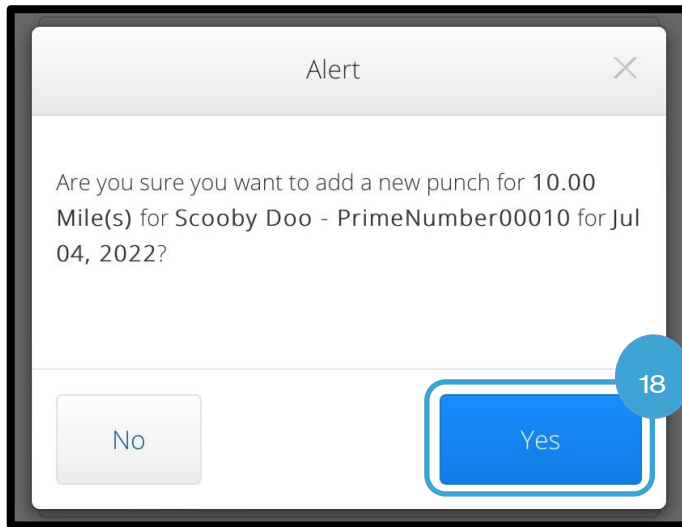 Alert
Are you sure you want to add a new punch for 10.00
Mile(s) for Scooby Doo - PrimeNumber00010 for Jul
04, 2022?
18
No
Yes